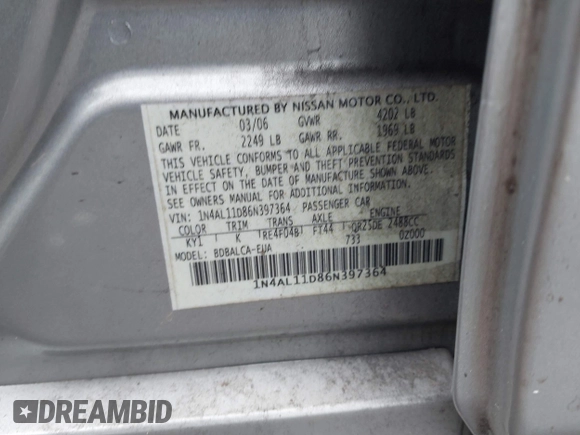 MANUFACTURED BY NISSAN MOTOR CO., LTD.
DATE 03/06 GVWR 4202 LB
GAWR FR. 2249 LB GAWR RR. 1969 LB
THIS VEHICLE CONFORMS TO ALL APPLICABLE FEDERAL MOTOR
VEHICLE SAFETY, BUMPER AND THEFT PREVENTION STANDARDS
IN EFFECT ON THE DATE OF MANUFACTURE SHOWN ABOVE.
SEE OWNERS MANUAL FOR ADDITIONAL INFORMATION.
VIN: 1N4AL11D86N397364 PASSENGER CAR
COLOR TRIM TRANS AXLE ENGINE
KY1 K RE4F04B FT44 QR25DE 2488CC
MODEL: BDBALCA-EUA 733 0Z000
1N4AL11D86N397364
DREAMBID